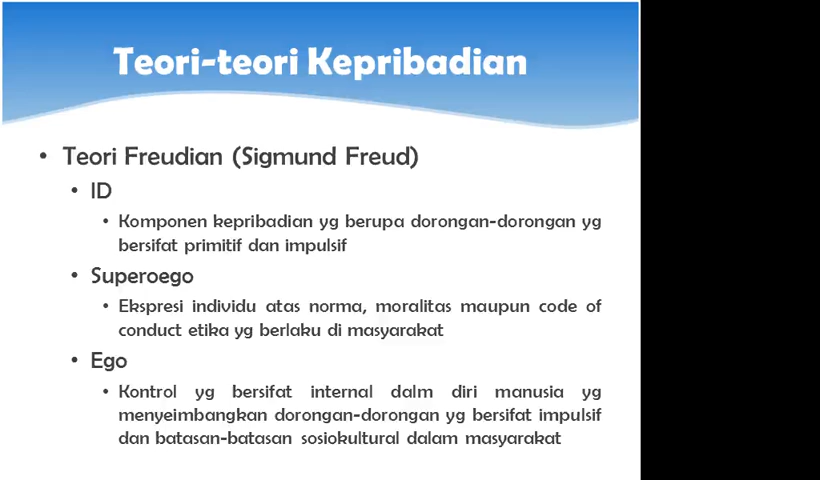 Teori-teori Kepribadian
• Teori Freudian (Sigmund Freud)
• ID
• Komponen kepribadian yg berupa dorongan-dorongan yg
bersifat primitif dan impulsif
• Superoego
• Ekspresi individu atas norma, moralitas maupun code of
conduct etika yg berlaku di masyarakat
• Ego
• Kontrol yg bersifat internal dalm diri manusia yg
menyeimbangkan dorongan-dorongan yg bersifat impulsif
dan batasan-batasan sosiokultural dalam masyarakat